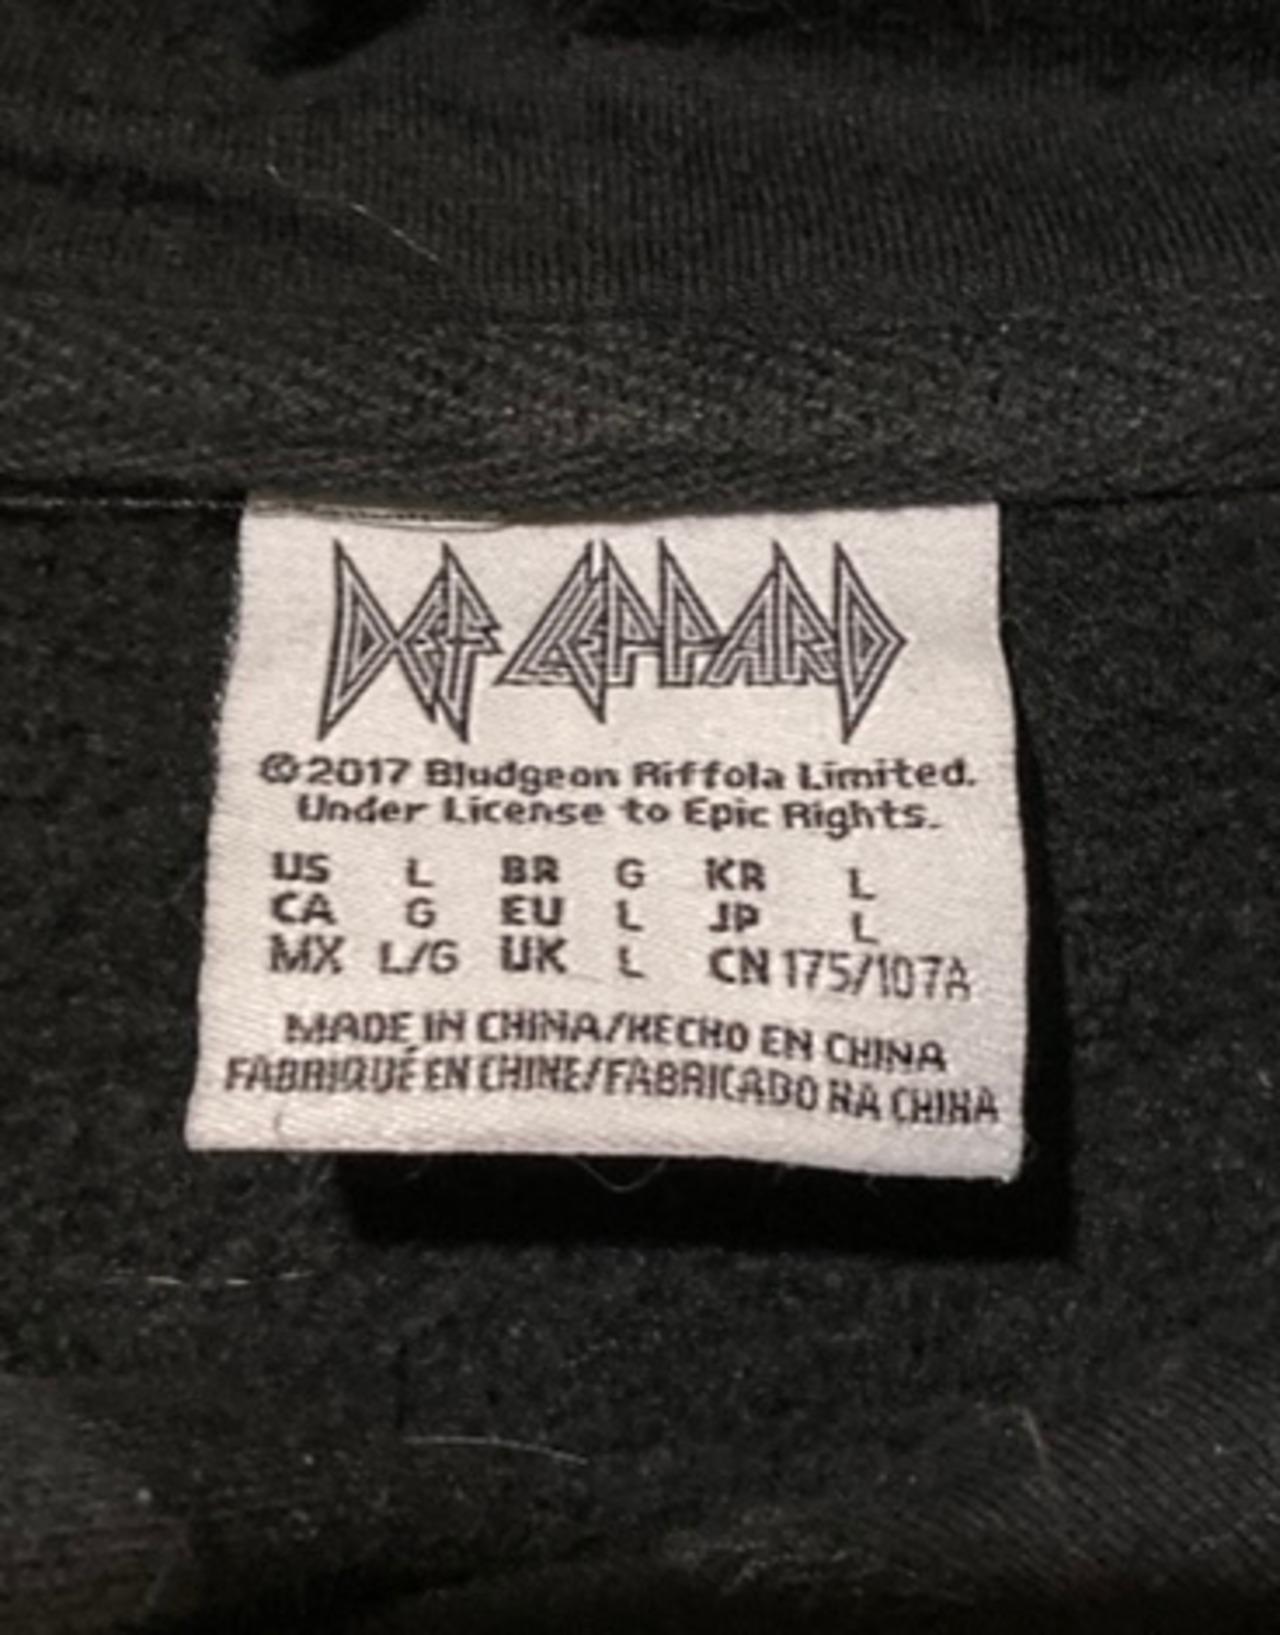 DEF LEPPARD
©2017 Bludgeon Riffola Limited.
Under License to Epic Rights.
US L BR G KR L
CA G EU L JP L
MX L/G UK L CN 175/107A
MADE IN CHINA/HECHO EN CHINA
FABRIQUÉ EN CHINE/FABRICADO NA CHINA